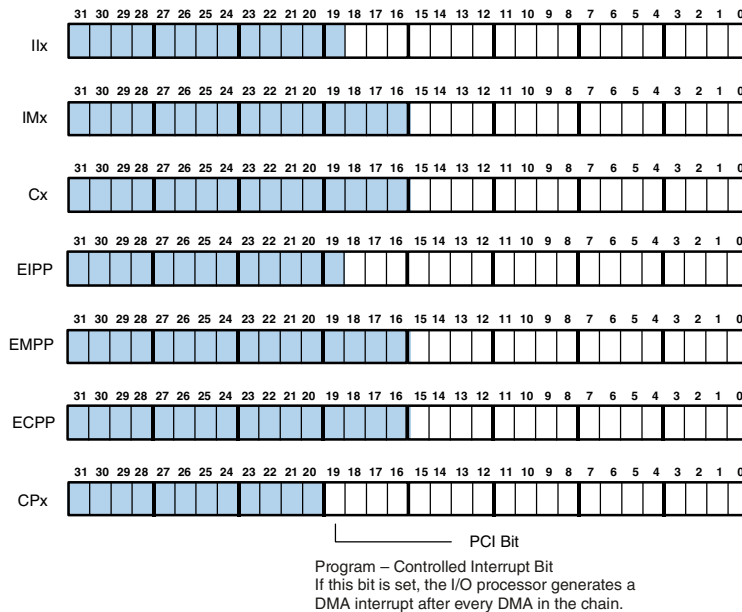 31 30 29 28 27 26 25 24 23 22 21 20 19 18 17 16 15 14 13 12 11 10 9 8 7 6 5 4 3 2 1 0
IIx
31 30 29 28 27 26 25 24 23 22 21 20 19 18 17 16 15 14 13 12 11 10 9 8 7 6 5 4 3 2 1 0
IMx
31 30 29 28 27 26 25 24 23 22 21 20 19 18 17 16 15 14 13 12 11 10 9 8 7 6 5 4 3 2 1 0
Cx
31 30 29 28 27 26 25 24 23 22 21 20 19 18 17 16 15 14 13 12 11 10 9 8 7 6 5 4 3 2 1 0
EIPP
31 30 29 28 27 26 25 24 23 22 21 20 19 18 17 16 15 14 13 12 11 10 9 8 7 6 5 4 3 2 1 0
EMPP
31 30 29 28 27 26 25 24 23 22 21 20 19 18 17 16 15 14 13 12 11 10 9 8 7 6 5 4 3 2 1 0
ECPP
31 30 29 28 27 26 25 24 23 22 21 20 19 18 17 16 15 14 13 12 11 10 9 8 7 6 5 4 3 2 1 0
CPx
PCI Bit
Program – Controlled Interrupt Bit
If this bit is set, the I/O processor generates a
DMA interrupt after every DMA in the chain.